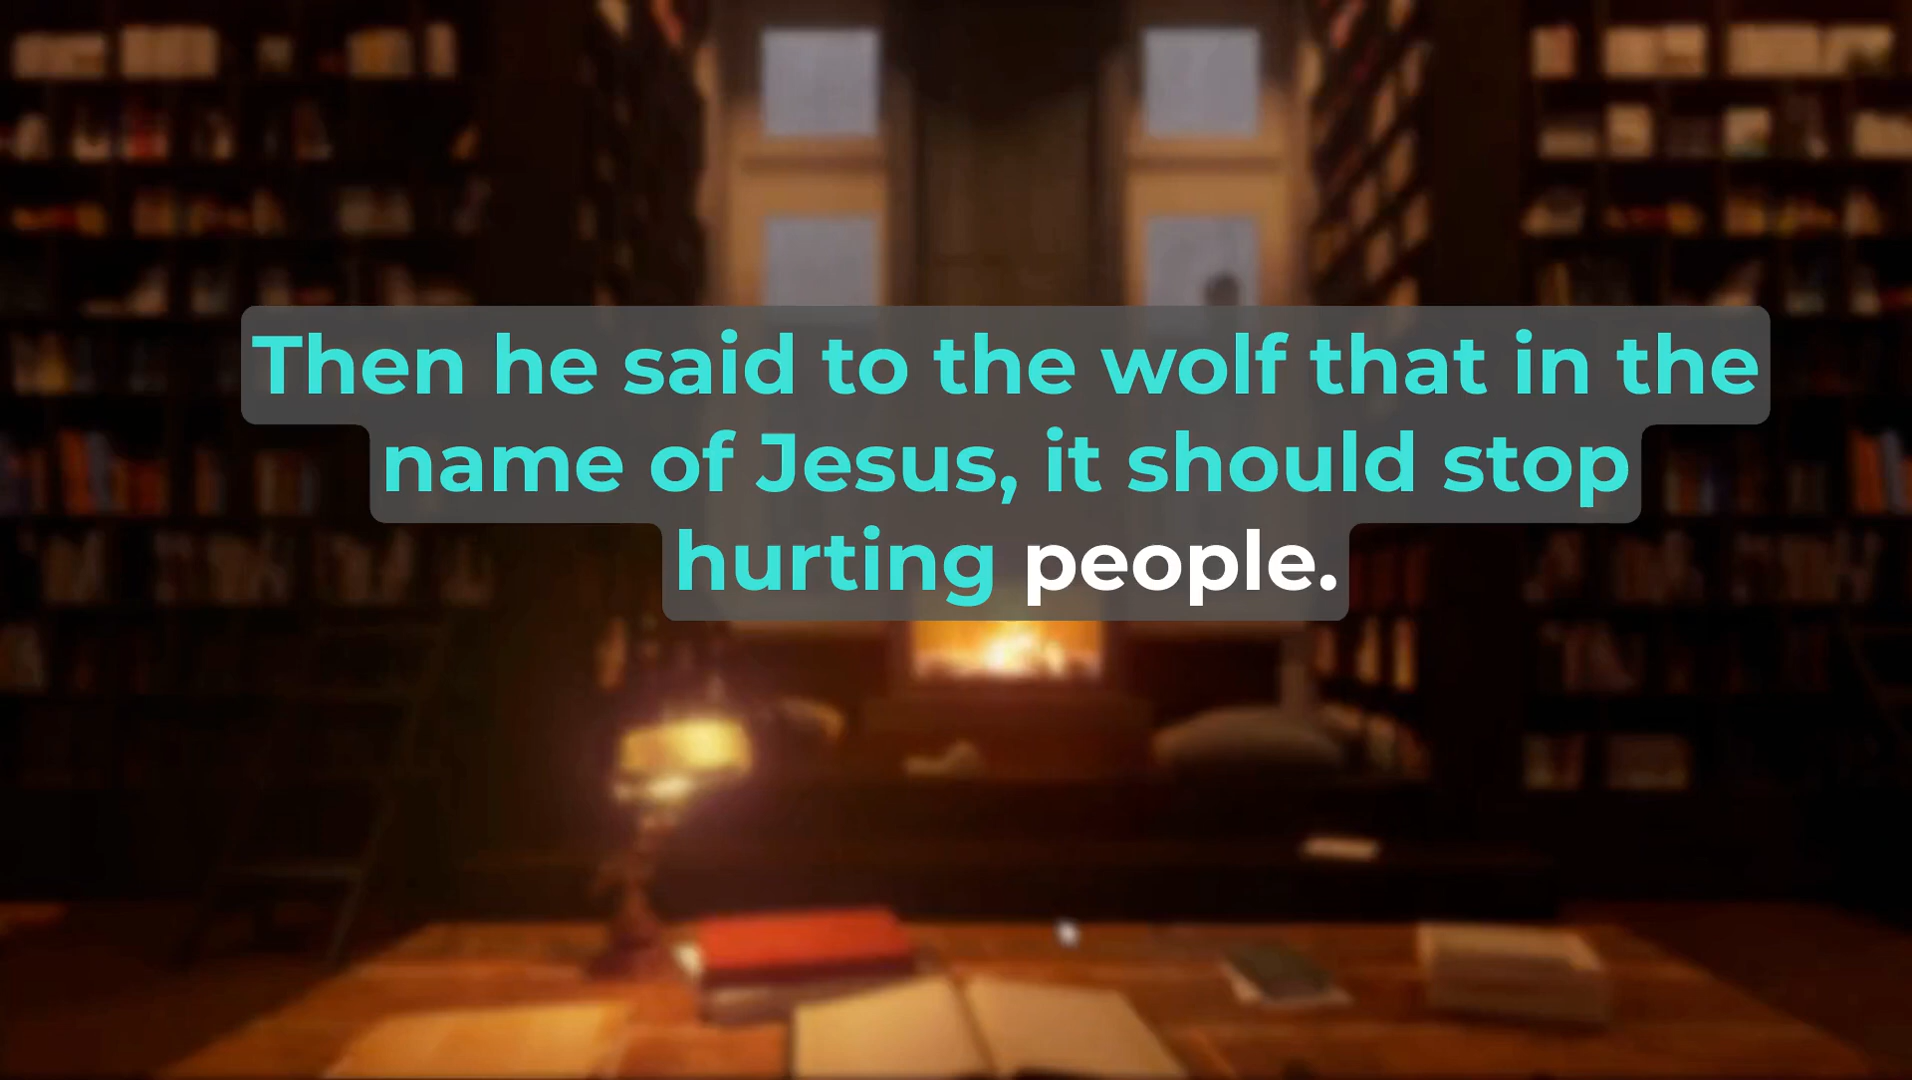 Then he said to the wolf that in the
name of Jesus, it should stop
hurting people.